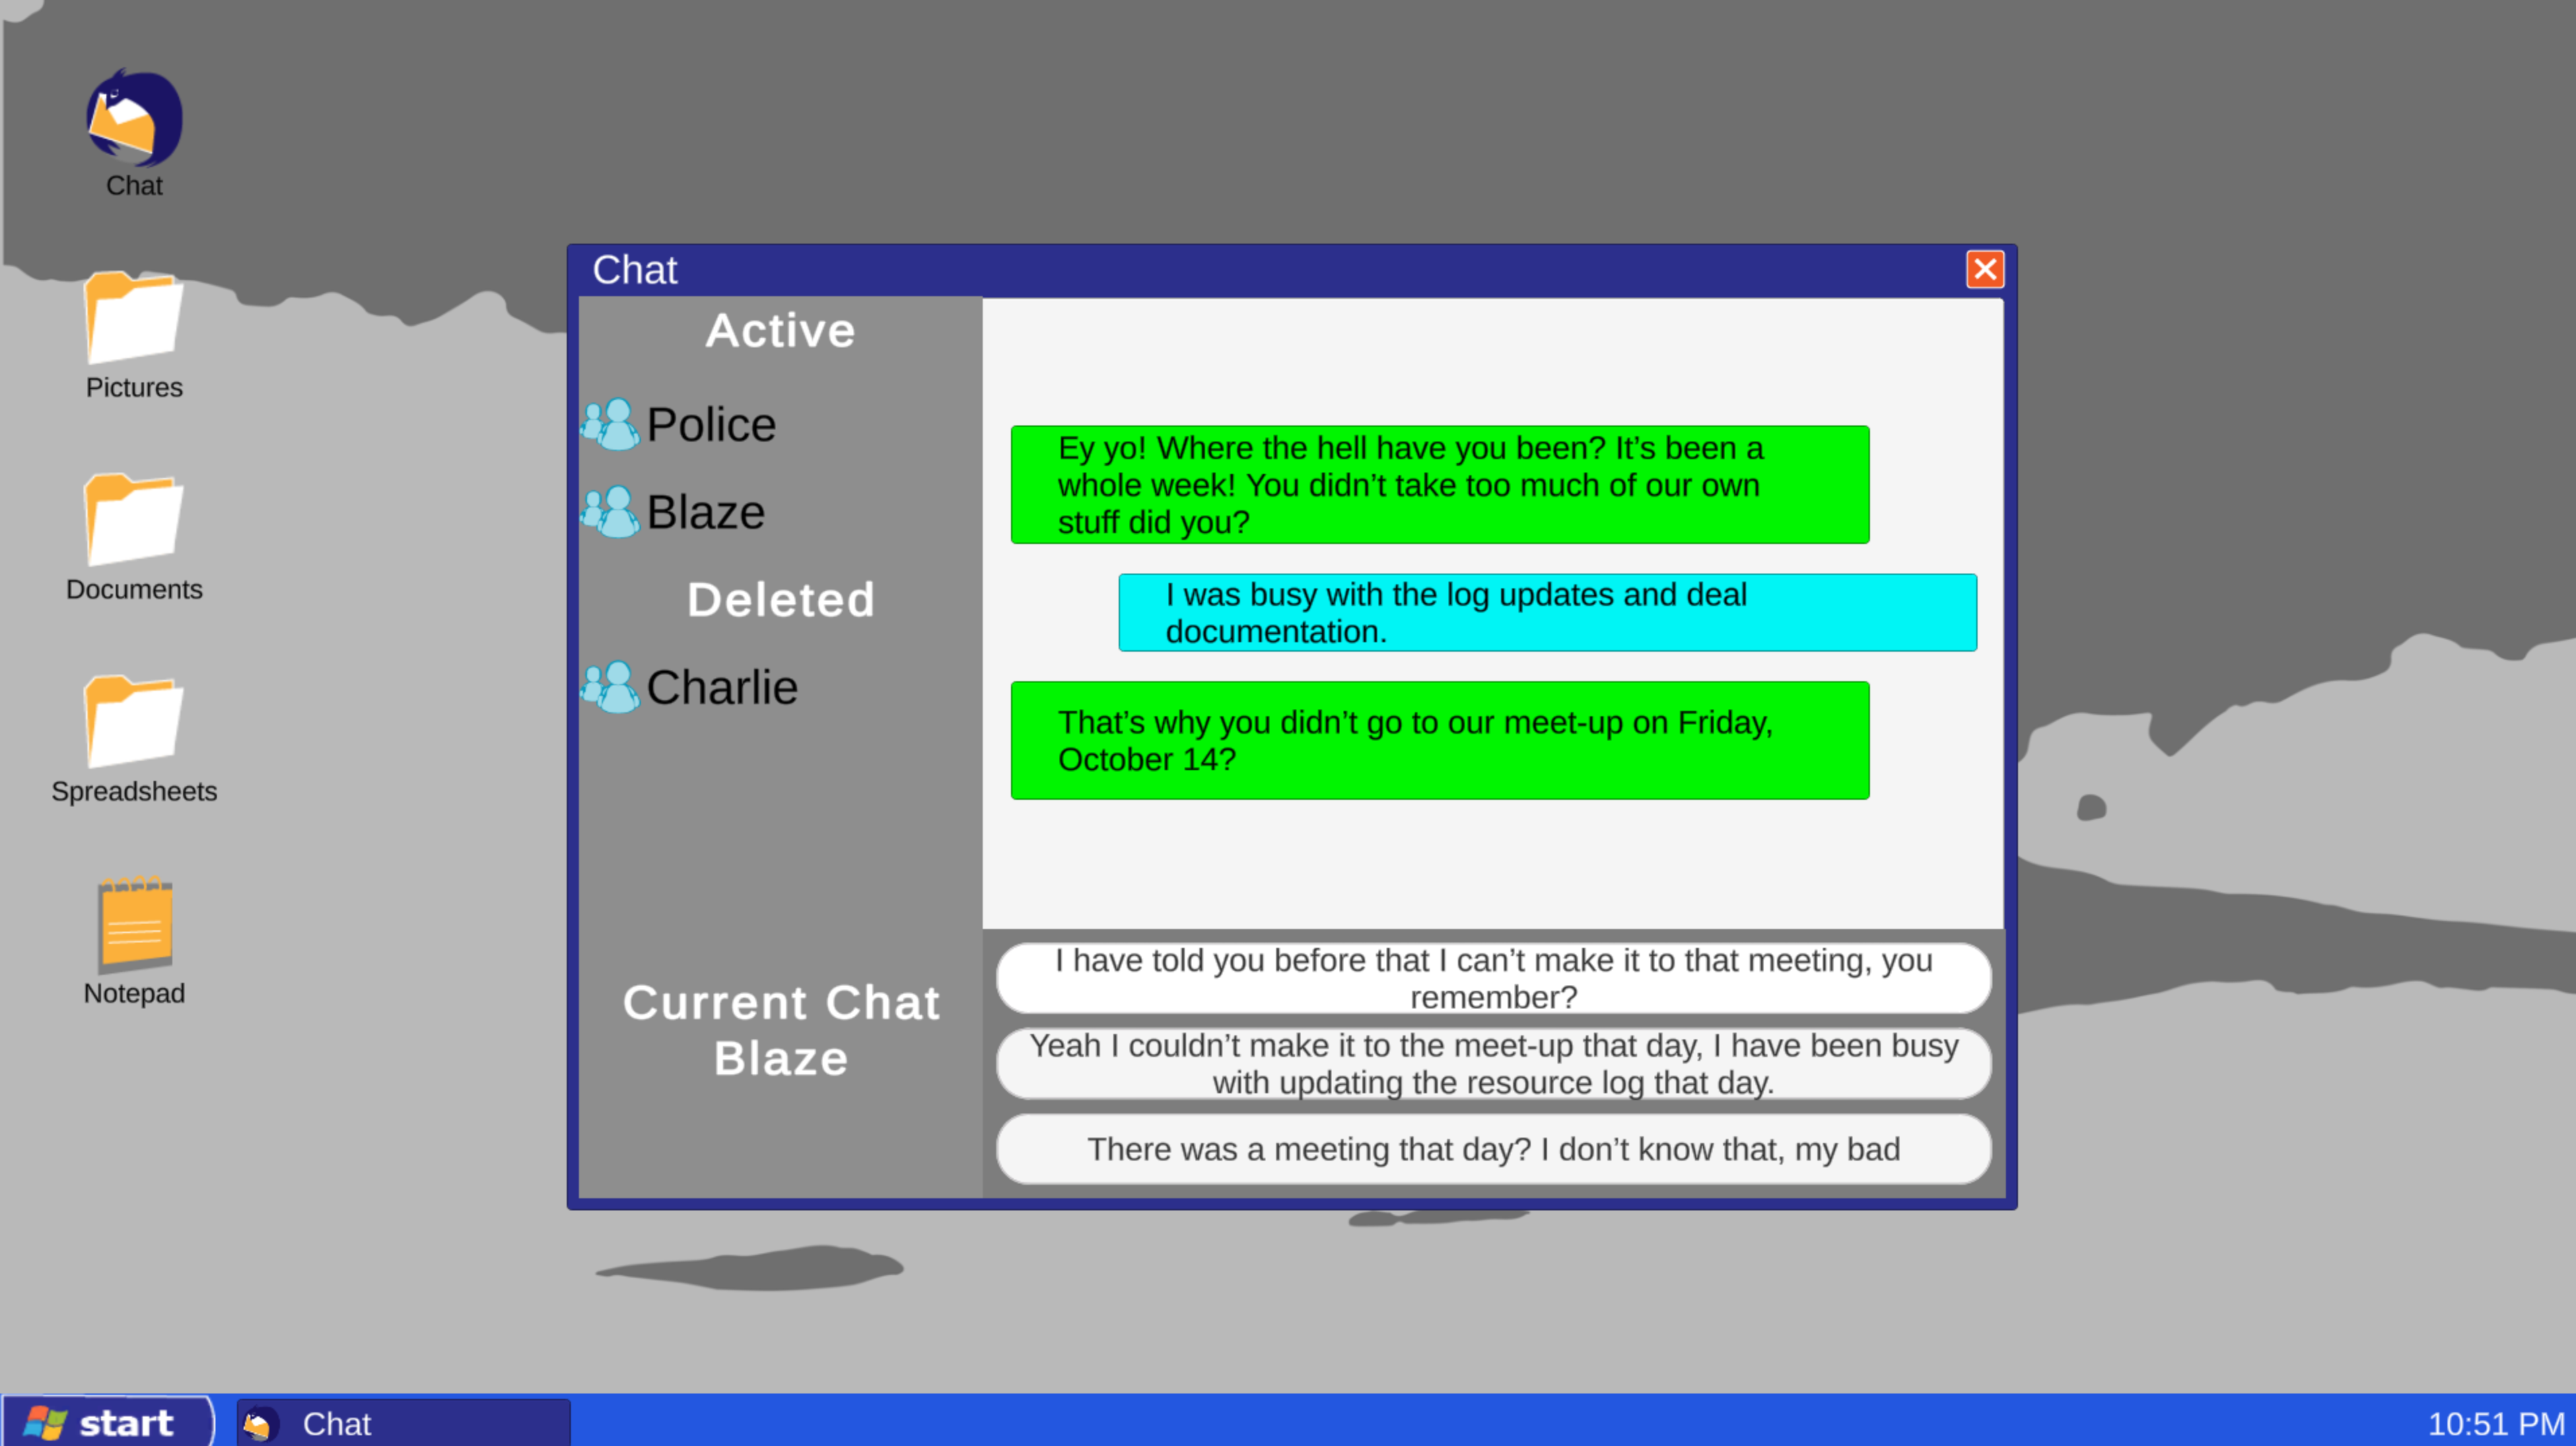 Chat
Pictures
Documents
Spreadsheets
Notepad
Chat
Active
Police
Blaze
Deleted
Charlie
Current Chat
Blaze
Ey yo! Where the hell have you been? It’s been a
whole week! You didn’t take too much of our own
stuff did you?
I was busy with the log updates and deal
documentation.
That’s why you didn’t go to our meet-up on Friday,
October 14?
I have told you before that I can’t make it to that meeting, you
remember?
Yeah I couldn’t make it to the meet-up that day, I have been busy
with updating the resource log that day.
There was a meeting that day? I don’t know that, my bad
start
Chat
10:51 PM